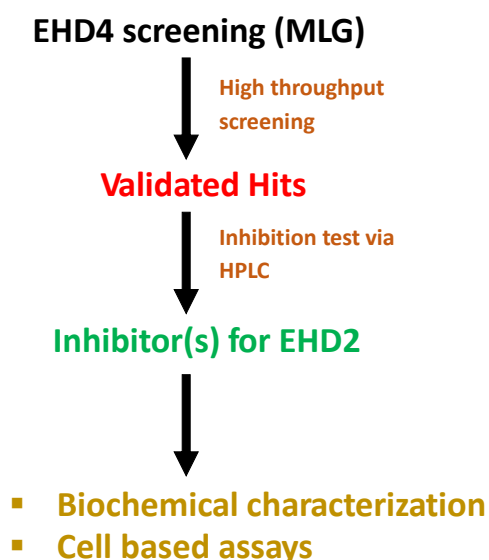 EHD4 screening (MLG)
High throughput
screening
Validated Hits
Inhibition test via
HPLC
Inhibitor(s) for EHD2
▪ Biochemical characterization
▪ Cell based assays